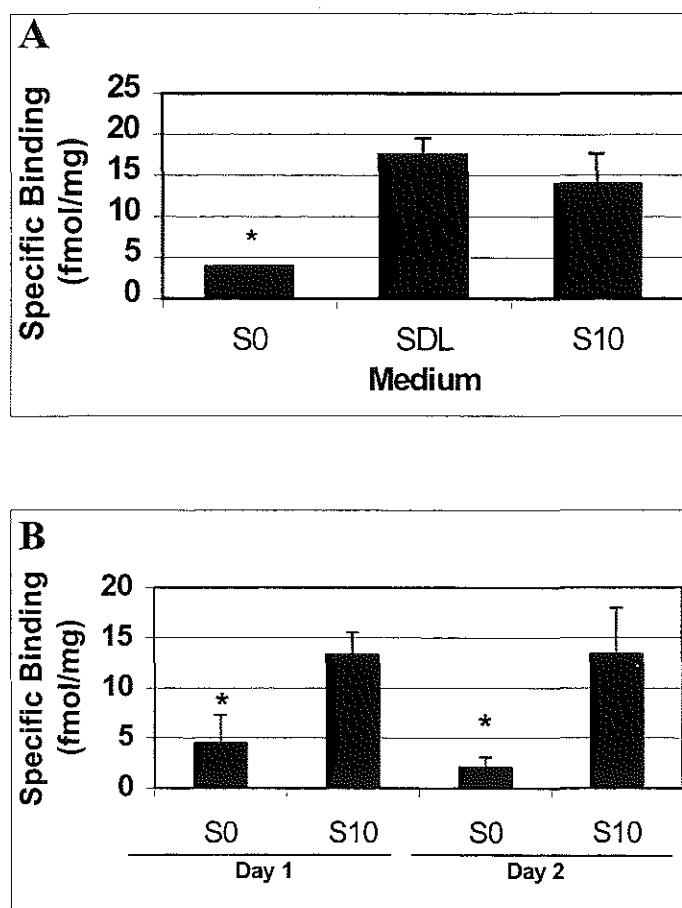 A
Specific Binding
(fmol/mg)
25
20
15
10
5
0
*
S0
SDL
S10
Medium
B
Specific Binding
(fmol/mg)
20
15
10
5
0
*
*
S0
S10
S0
S10
Day 1
Day 2